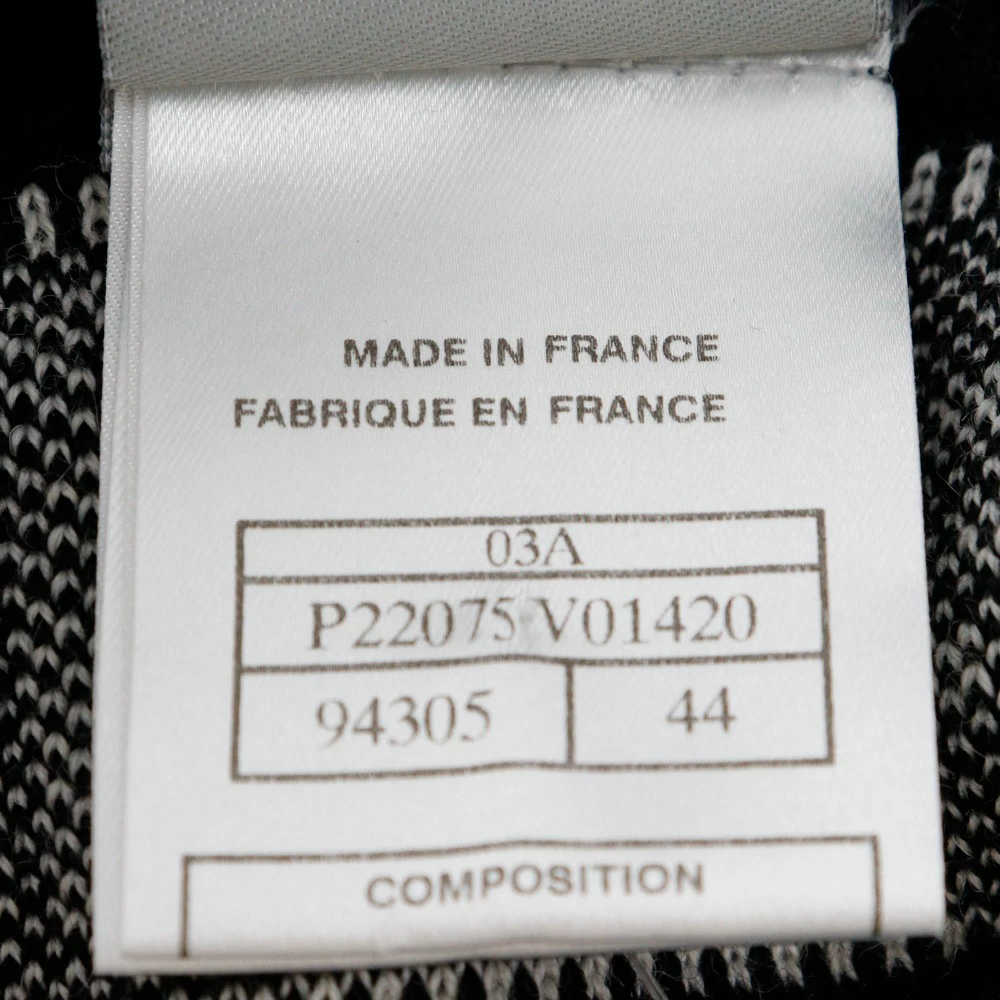 MADE IN FRANCE
FABRIQUE EN FRANCE
03A
P22075 V01420
94305 44
COMPOSITION